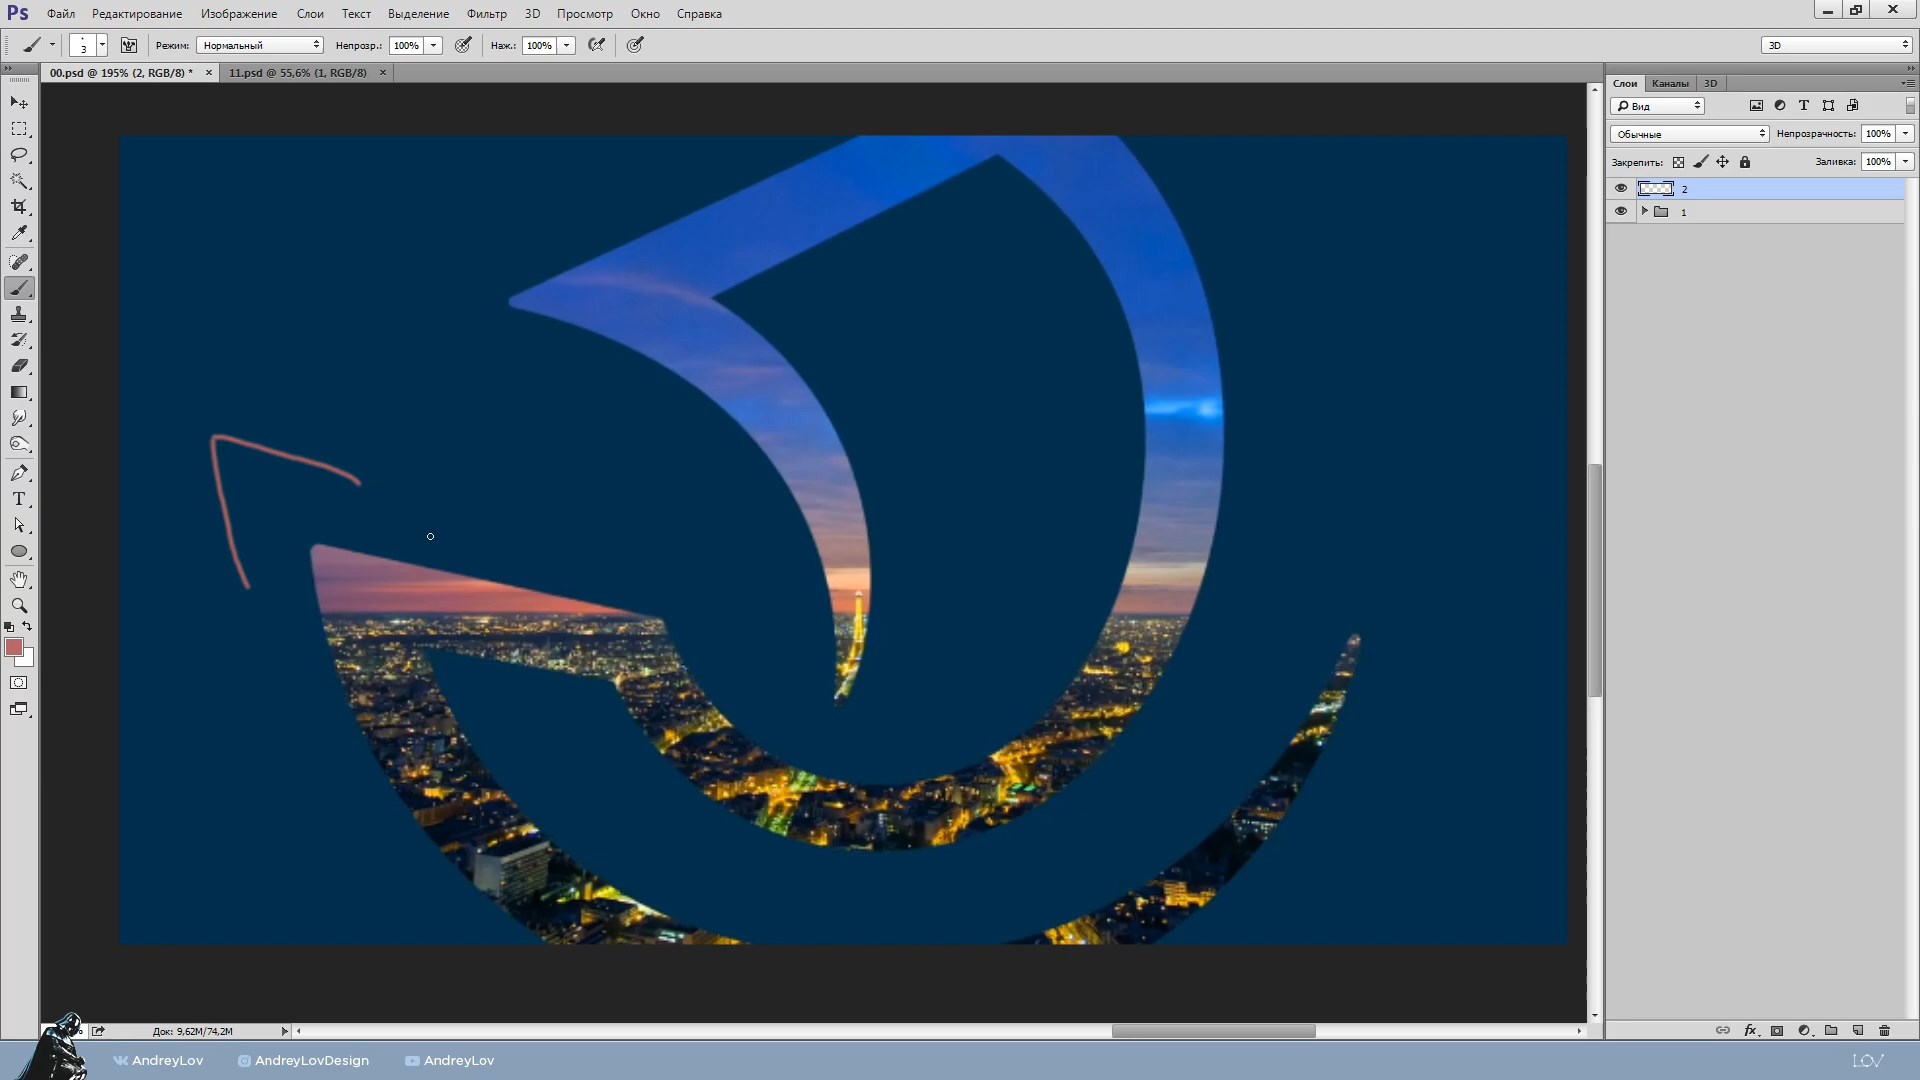 Ps Файл Редактирование Изображение Слои Текст Выделение Фильтр 3D Просмотр Окно Справка
3 Режим: Нормальный Непрозр.: 100% Наж.: 100% 3D
00.psd @ 195% (2, RGB/8) * × 11.psd @ 55,6% (1, RGB/8) ×
Слои Каналы 3D
Вид
Обычные Непрозрачность: 100%
Закрепить: Заливка: 100%
2
1
Док: 9,62M/74,2M
AndreyLov AndreyLovDesign AndreyLov LOV